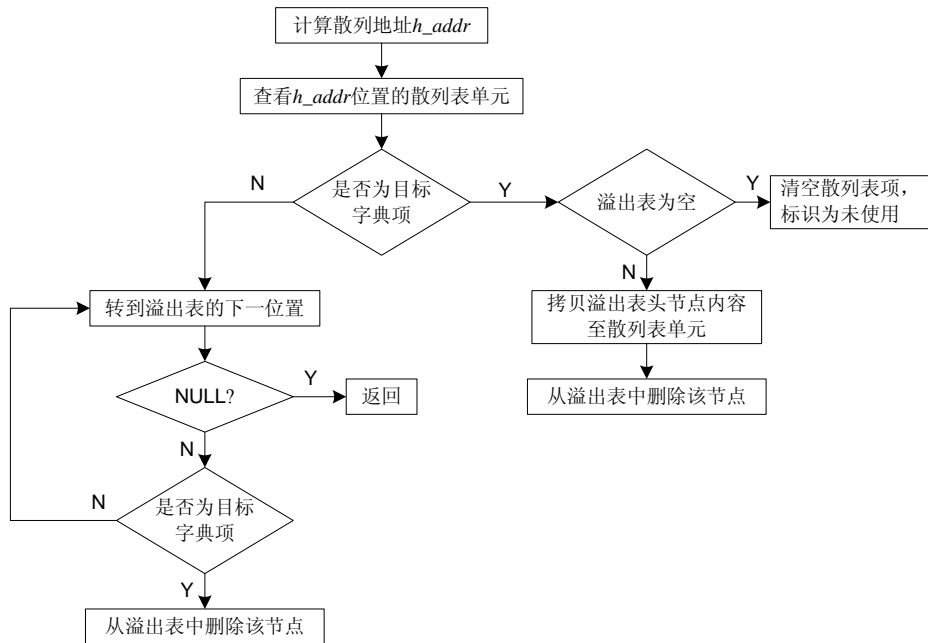 计算散列地址h_addr
查看h_addr位置的散列表单元
是否为目标
字典项
N
Y
溢出表为空
Y
清空散列表项，
标识为未使用
N
拷贝溢出表头节点内容
至散列表单元
从溢出表中删除该节点
转到溢出表的下一位置
NULL?
Y
返回
N
是否为目标
字典项
N
Y
从溢出表中删除该节点